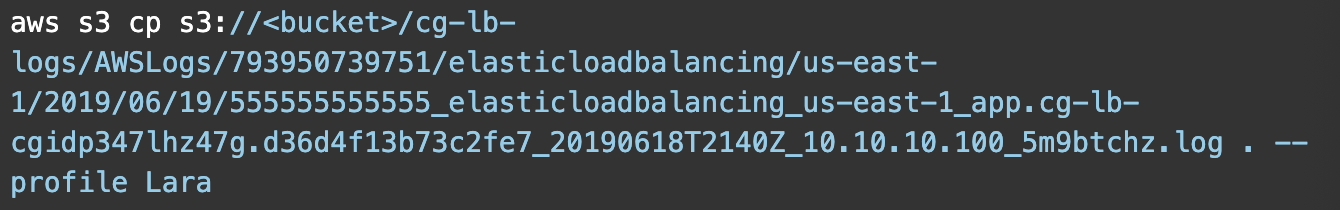 aws s3 cp s3://<bucket>/cg-lb-
logs/AWSLogs/793950739751/elasticloadbalancing/us-east-
1/2019/06/19/555555555555_elasticloadbalancing_us-east-1_app.cg-lb-
cgidp347lhz47g.d36d4f13b73c2fe7_20190618T2140Z_10.10.10.100_5m9btchz.log . --
profile Lara